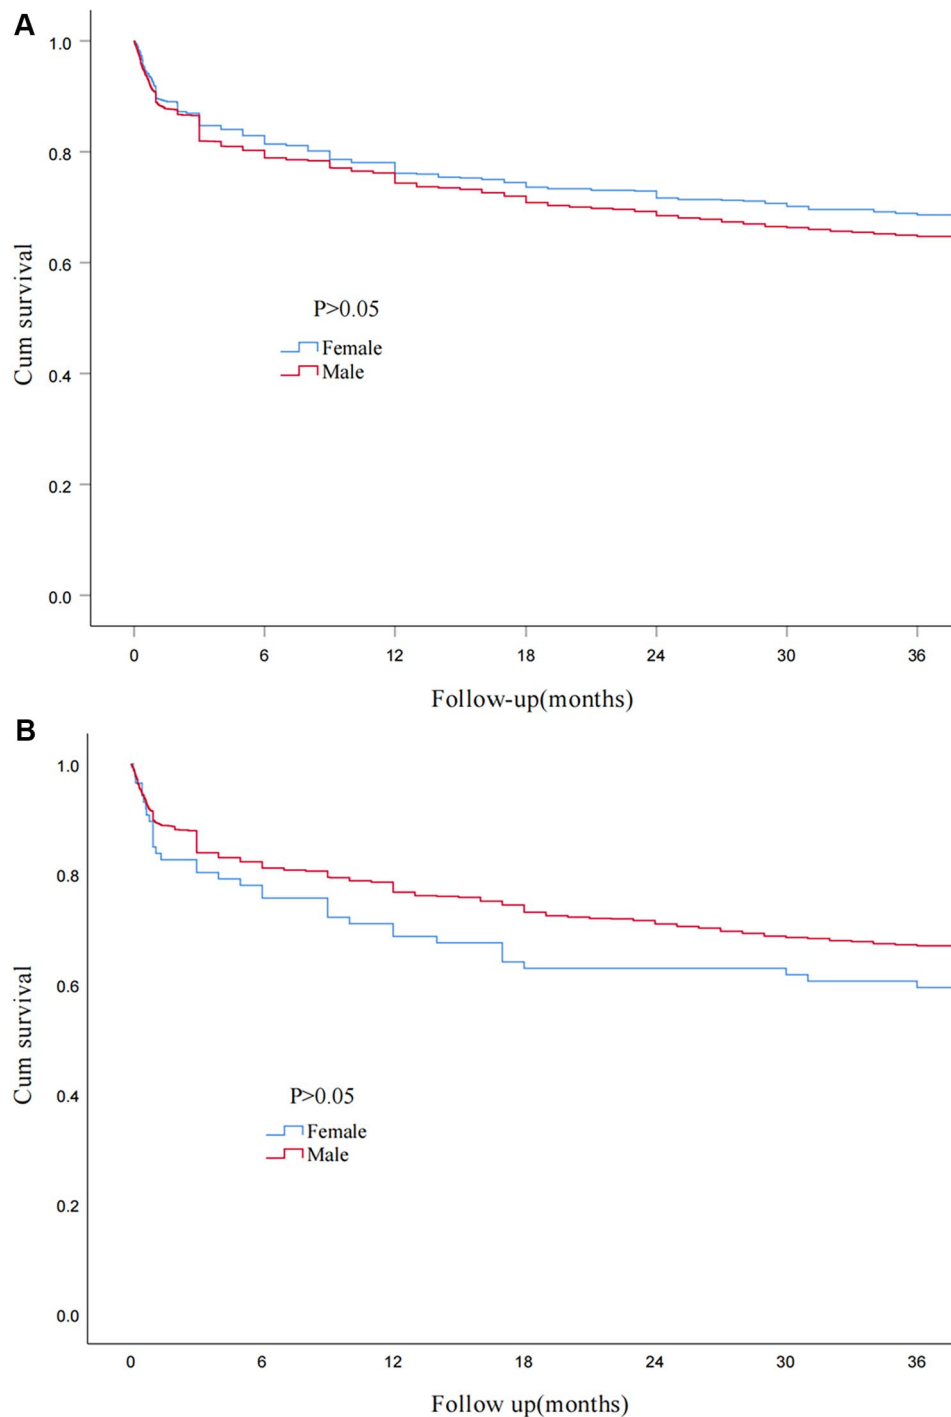 A
1.0
0.8
0.6
0.4
0.2
0.0
Cum survival
P>0.05
Female
Male
0 6 12 18 24 30 36
Follow-up(months)
B
1.0
0.8
0.6
0.4
0.2
0.0
Cum survival
P>0.05
Female
Male
0 6 12 18 24 30 36
Follow up(months)